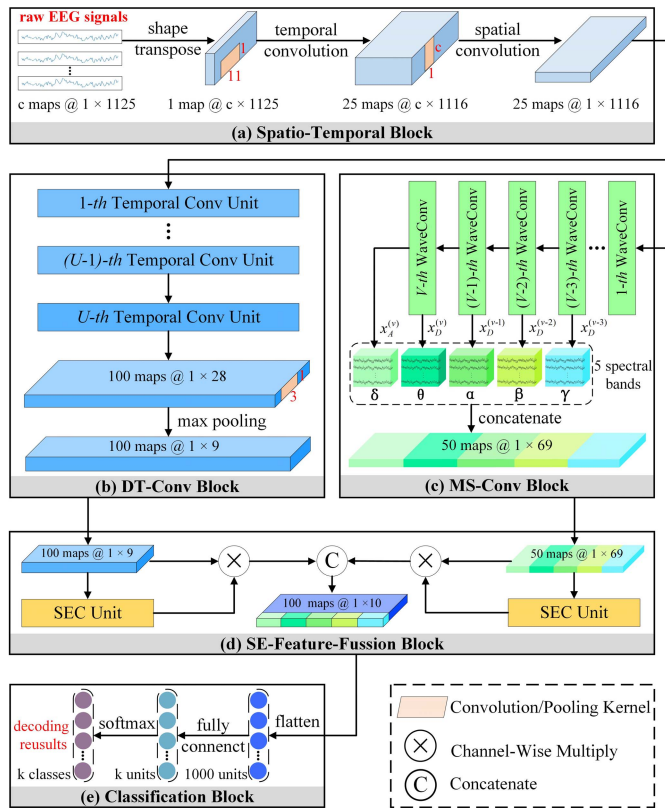 raw EEG signals
shape transpose
temporal convolution
spatial convolution
1
11
c
1
c maps @ 1 × 1125
1 map @ c × 1125
25 maps @ c × 1116
25 maps @ 1 × 1116
(a) Spatio-Temporal Block
1-th Temporal Conv Unit
(U-1)-th Temporal Conv Unit
U-th Temporal Conv Unit
100 maps @ 1 × 28
1
3
max pooling
100 maps @ 1 × 9
(b) DT-Conv Block
V-th WaveConv
(V-1)-th WaveConv
(V-2)-th WaveConv
(V-3)-th WaveConv
1-th WaveConv
x_A^(v)
x_D^(v)
x_D^(v-1)
x_D^(v-2)
x_D^(v-3)
5 spectral bands
δ
θ
α
β
γ
concatenate
50 maps @ 1 × 69
(c) MS-Conv Block
100 maps @ 1 × 9
C
50 maps @ 1 × 69
SEC Unit
100 maps @ 1 ×10
SEC Unit
(d) SE-Feature-Fussion Block
decoding reusults
softmax
fully connenct
flatten
k classes
k units
1000 units
(e) Classification Block
Convolution/Pooling Kernel
Channel-Wise Multiply
C
Concatenate